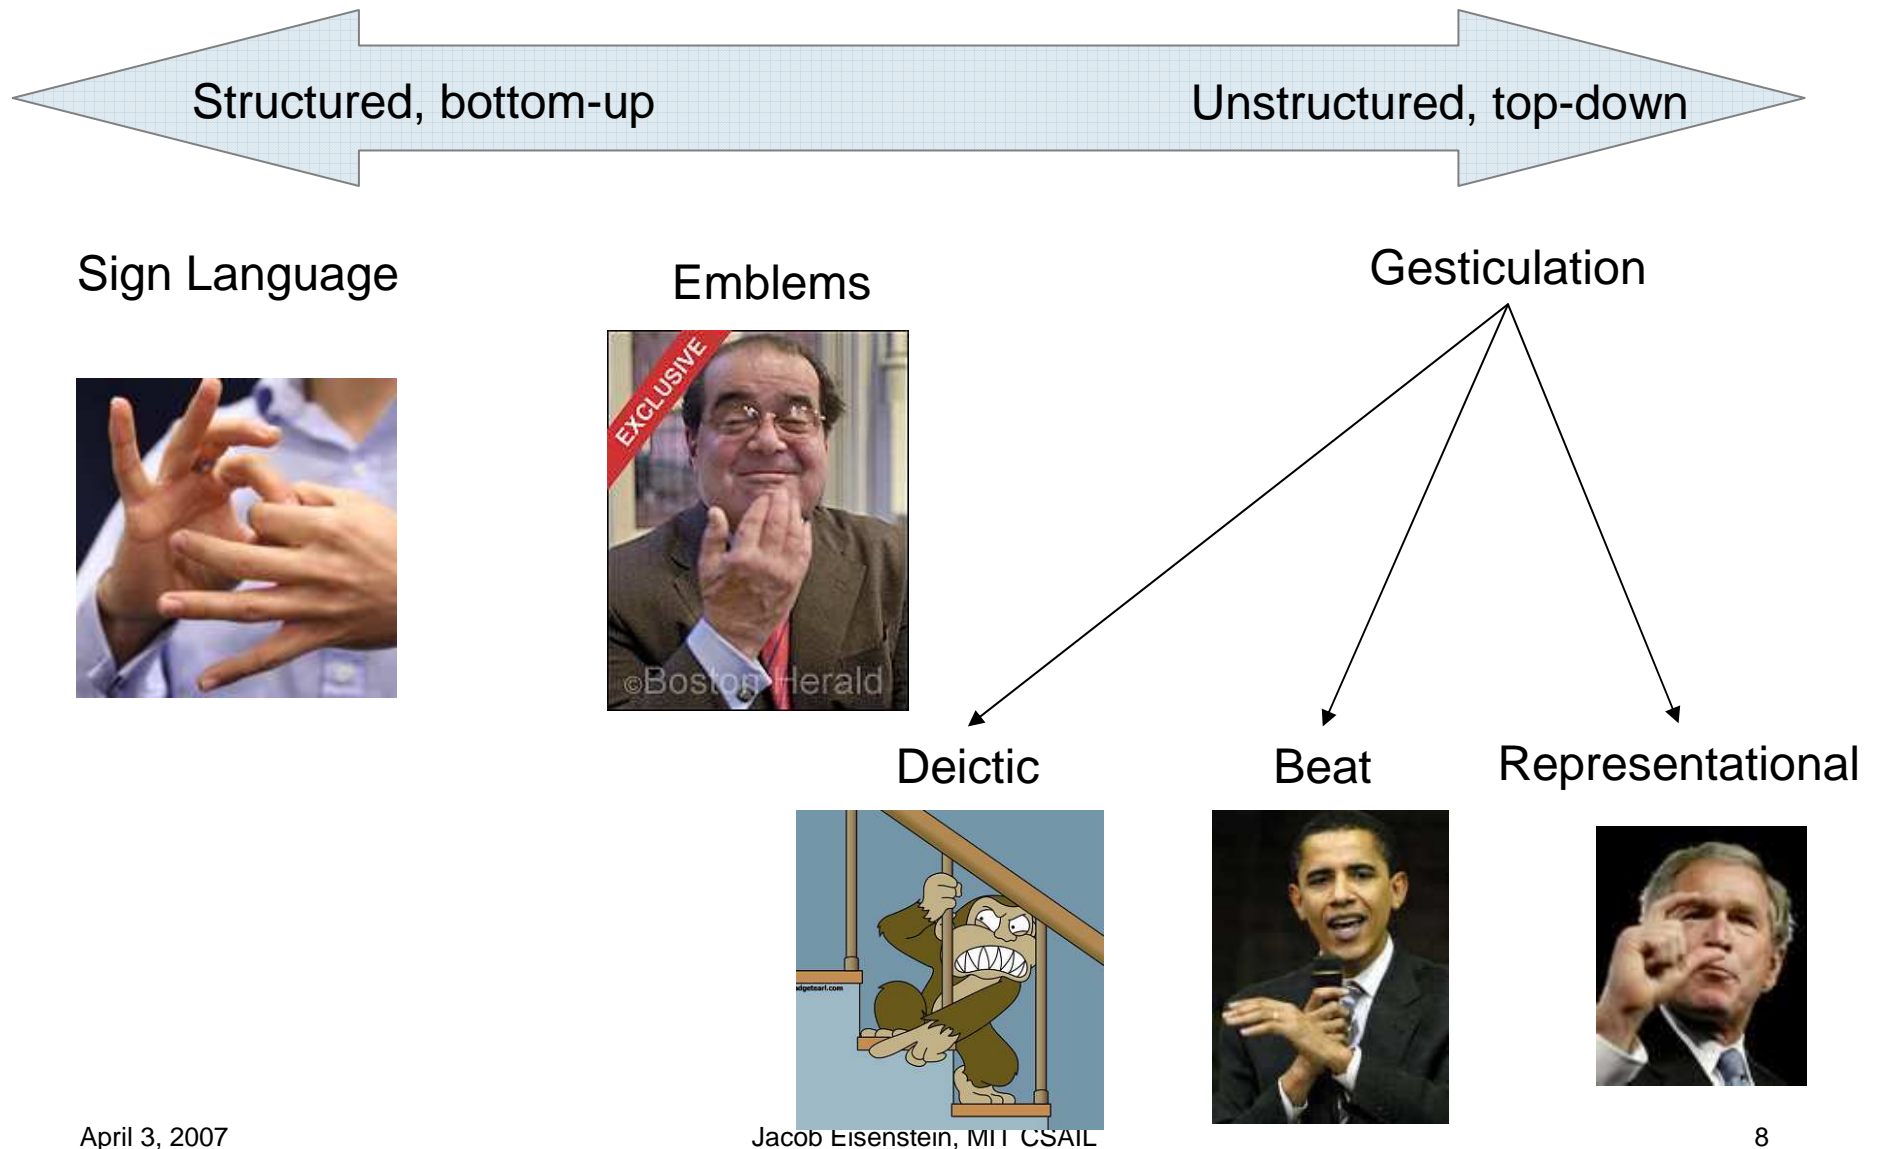 Structured, bottom-up
Unstructured, top-down
Sign Language
Emblems
Gesticulation
EXCLUSIVE
©Boston Herald
Deictic
Beat
Representational
April 3, 2007
Jacob Eisenstein, MIT CSAIL
8